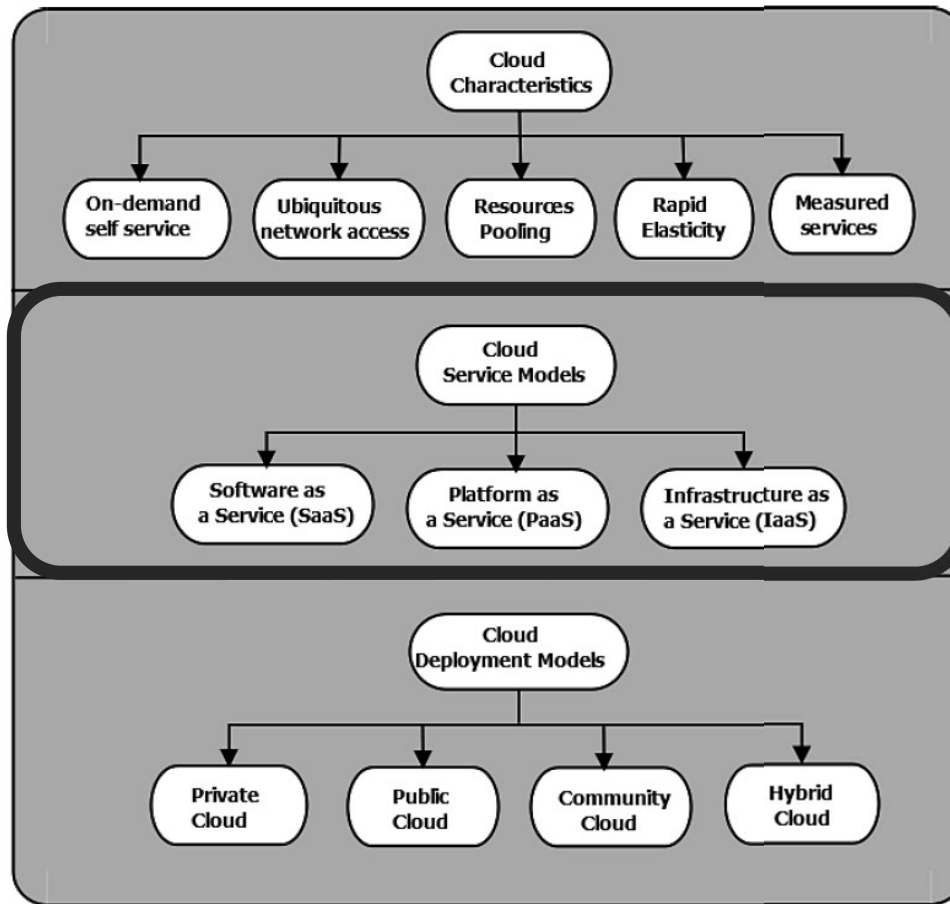 Cloud
Characteristics
On-demand
self service
Ubiquitous
network access
Resources
Pooling
Rapid
Elasticity
Measured
services
Cloud
Service Models
Software as
a Service (SaaS)
Platform as
a Service (PaaS)
Infrastructure as
a Service (IaaS)
Cloud
Deployment Models
Private
Cloud
Public
Cloud
Community
Cloud
Hybrid
Cloud